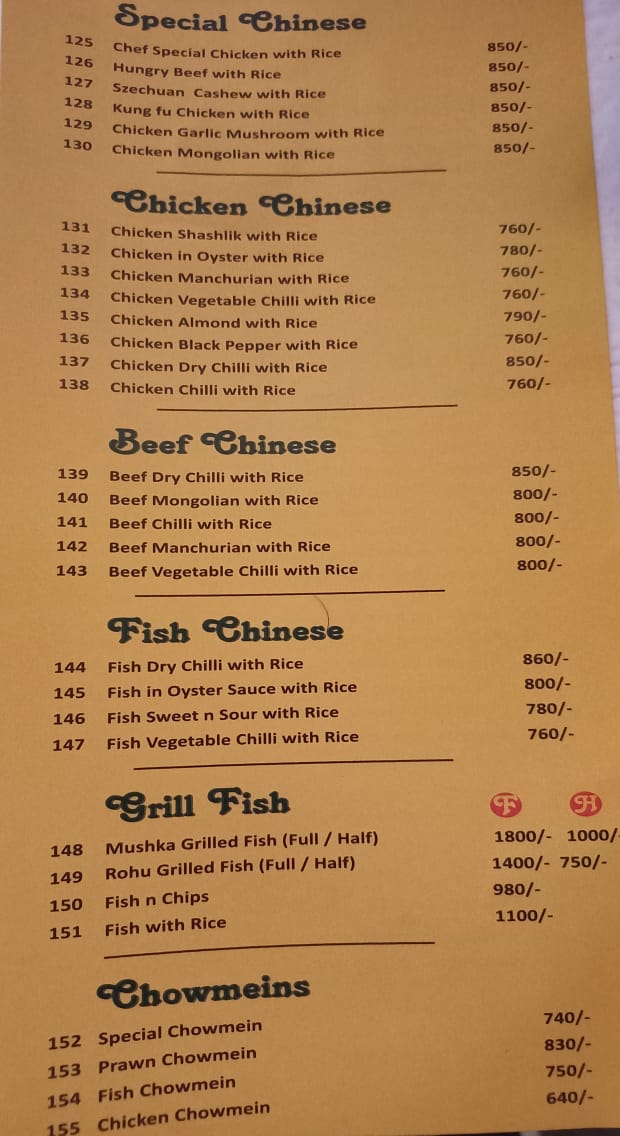 Special Chinese
125 Chef Special Chicken with Rice 850/-
126 Hungry Beef with Rice 850/-
127 Szechuan Cashew with Rice 850/-
128 Kung fu Chicken with Rice 850/-
129 Chicken Garlic Mushroom with Rice 850/-
130 Chicken Mongolian with Rice 850/-
Chicken Chinese
131 Chicken Shashlik with Rice 760/-
132 Chicken in Oyster with Rice 780/-
133 Chicken Manchurian with Rice 760/-
134 Chicken Vegetable Chilli with Rice 760/-
135 Chicken Almond with Rice 790/-
136 Chicken Black Pepper with Rice 760/-
137 Chicken Dry Chilli with Rice 850/-
138 Chicken Chilli with Rice 760/-
Beef Chinese
139 Beef Dry Chilli with Rice 850/-
140 Beef Mongolian with Rice 800/-
141 Beef Chilli with Rice 800/-
142 Beef Manchurian with Rice 800/-
143 Beef Vegetable Chilli with Rice 800/-
Fish Chinese
144 Fish Dry Chilli with Rice 860/-
145 Fish in Oyster Sauce with Rice 800/-
146 Fish Sweet n Sour with Rice 780/-
147 Fish Vegetable Chilli with Rice 760/-
Grill Fish F H
148 Mushka Grilled Fish (Full / Half) 1800/- 1000/-
149 Rohu Grilled Fish (Full / Half) 1400/- 750/-
150 Fish n Chips 980/-
151 Fish with Rice 1100/-
Chowmeins
152 Special Chowmein 740/-
153 Prawn Chowmein 830/-
154 Fish Chowmein 750/-
155 Chicken Chowmein 640/-